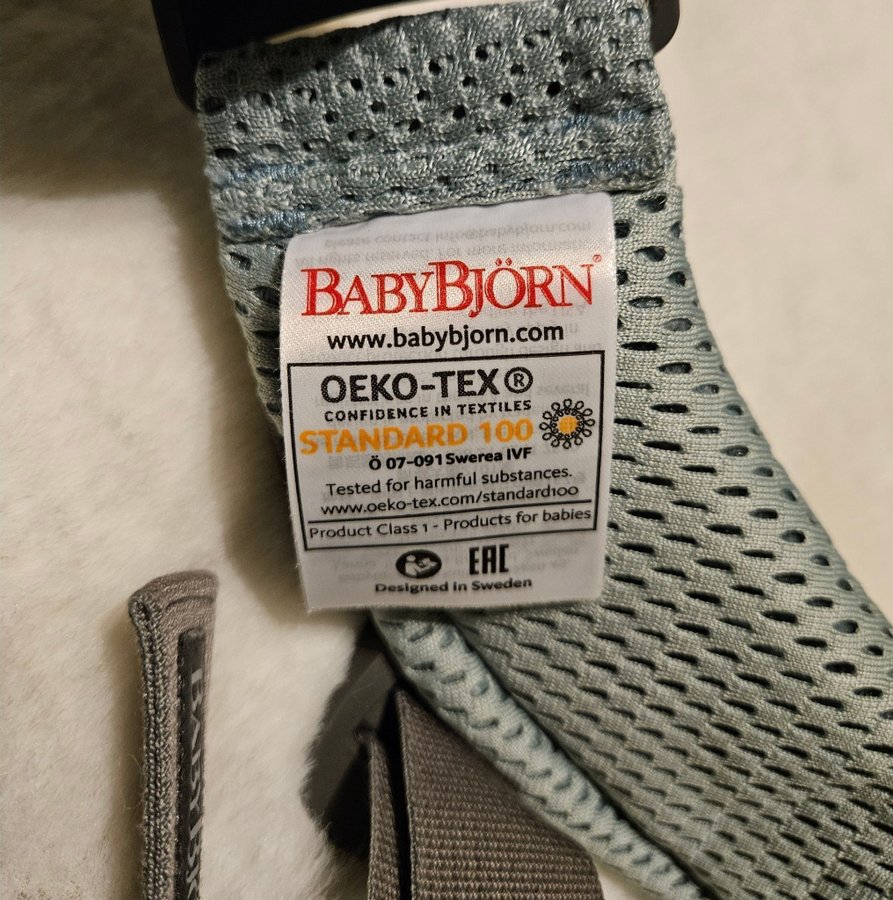 BABYBJÖRN®
www.babybjorn.com
OEKO-TEX®
CONFIDENCE IN TEXTILES
STANDARD 100
Ö 07-091 Swerea IVF
Tested for harmful substances.
www.oeko-tex.com/standard100
Product Class 1 - Products for babies
EAC
Designed in Sweden